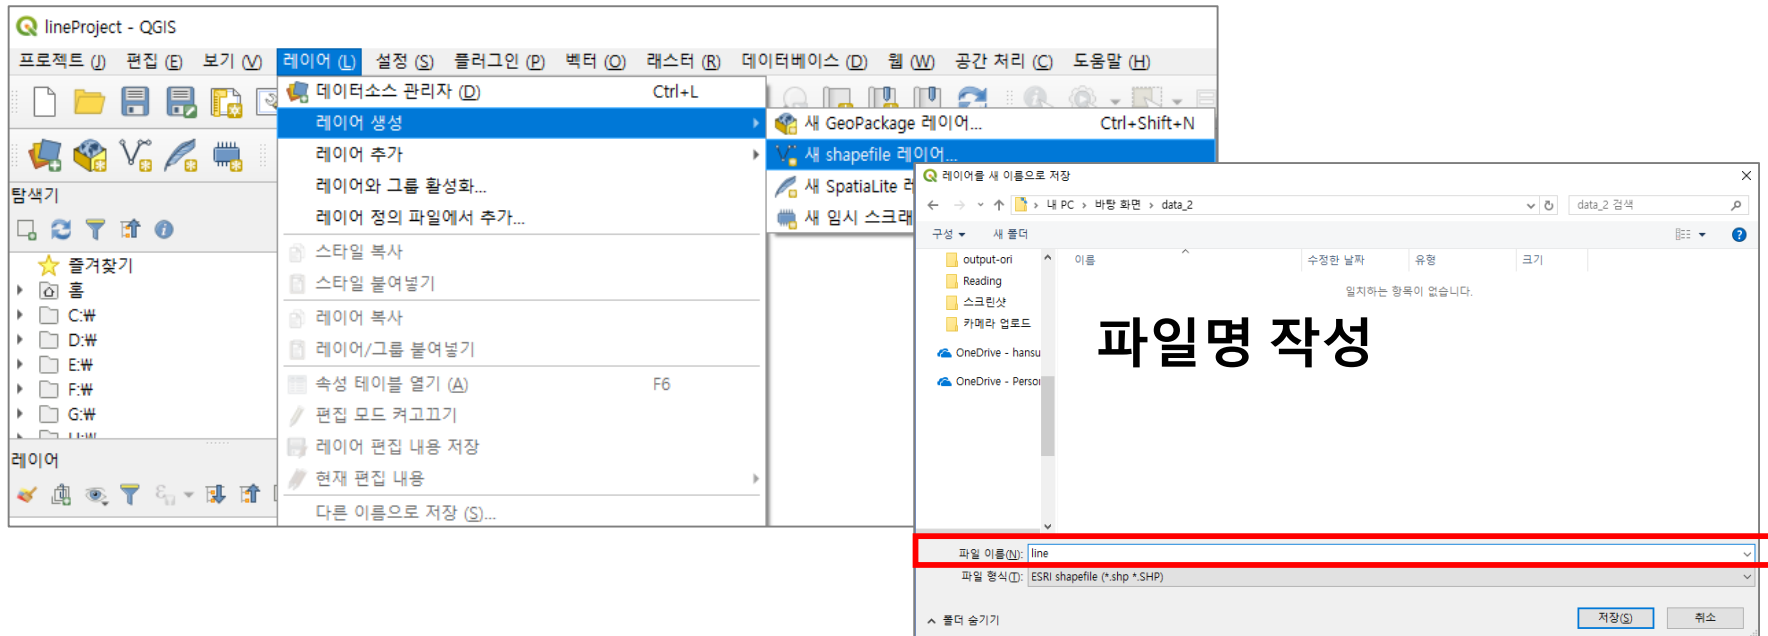 lineProject - QGIS
프로젝트 (J) 편집 (E) 보기 (V) 레이어 (L) 설정 (S) 플러그인 (P) 벡터 (O) 래스터 (R) 데이터베이스 (D) 웹 (W) 공간 처리 (C) 도움말 (H)
데이터소스 관리자 (D) Ctrl+L
레이어 생성
레이어 추가
레이어와 그룹 활성화...
레이어 정의 파일에서 추가...
스타일 복사
스타일 붙여넣기
레이어 복사
레이어/그룹 붙여넣기
속성 테이블 열기 (A) F6
편집 모드 켜고끄기
레이어 편집 내용 저장
현재 편집 내용
다른 이름으로 저장 (S)...
새 GeoPackage 레이어... Ctrl+Shift+N
새 shapefile 레이어...
새 SpatiaLite 레
새 임시 스크래
탐색기
즐겨찾기
홈
C:₩
D:₩
E:₩
F:₩
G:₩
레이어
레이어를 새 이름으로 저장
내 PC > 바탕 화면 > data_2
data_2 검색
구성 새 폴더
output-ori
Reading
스크린샷
카메라 업로드
OneDrive - hansu
OneDrive - Person
이름 수정한 날짜 유형 크기
일치하는 항목이 없습니다.
파일명 작성
파일 이름(N): line
파일 형식(T): ESRI shapefile (*.shp *.SHP)
폴더 숨기기
저장(S) 취소